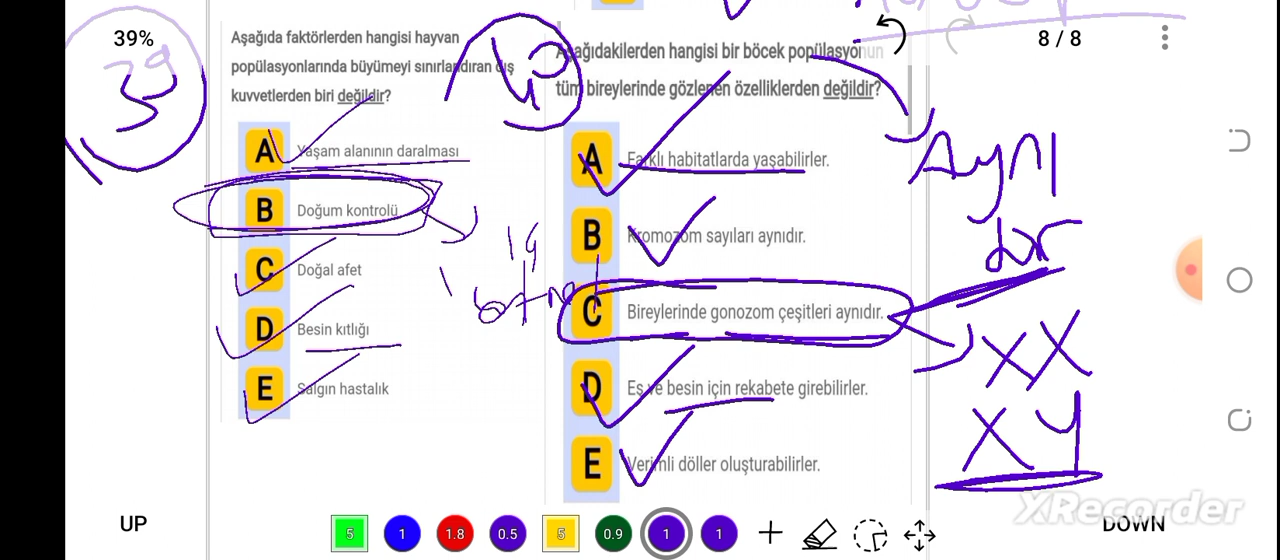 39%
8 / 8
39
Aşağıda faktörlerden hangisi hayvan
popülasyonlarında büyümeyi sınırlandıran dış
kuvvetlerden biri değildir?
A Yaşam alanının daralması
B Doğum kontrolü
C Doğal afet
D Besin kıtlığı
E Salgın hastalık
40
Aşağıdakilerden hangisi bir böcek popülasyonun
tüm bireylerinde gözlenen özelliklerden değildir?
A Farklı habitatlarda yaşabilirler.
B Kromozom sayıları aynıdır.
C Bireylerinde gonozom çeşitleri aynıdır.
D Eş ve besin için rekabete girebilirler.
E Verimli döller oluşturabilirler.
Aynı
dır
XX
XY
UP
5 1 1.8 0.5 5 0.9 1 1
DOWN
XRecorder